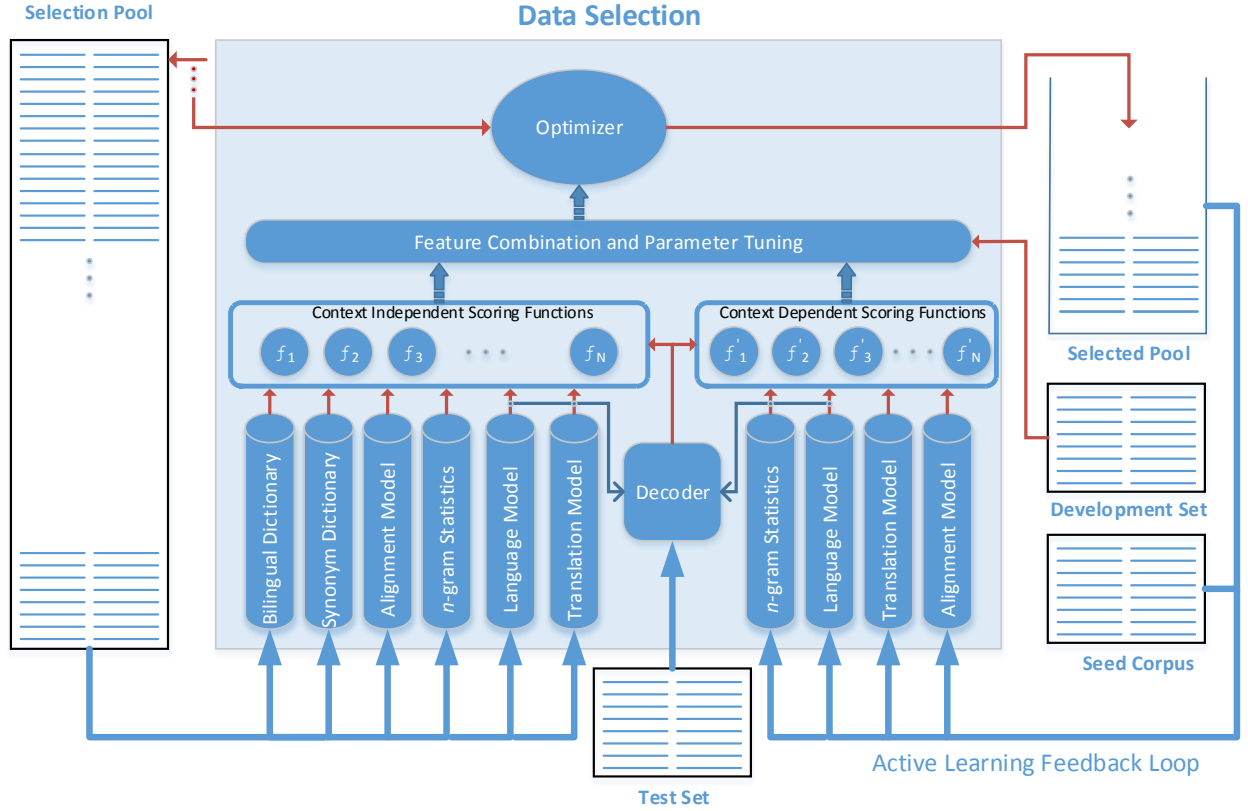 Selection Pool
Data Selection
Optimizer
Feature Combination and Parameter Tuning
Context Independent Scoring Functions
f1
f2
f3
fN
Context Dependent Scoring Functions
f'1
f'2
f'3
f'N
Selected Pool
Bilingual Dictionary
Synonym Dictionary
Alignment Model
n-gram Statistics
Language Model
Translation Model
Decoder
n-gram Statistics
Language Model
Translation Model
Alignment Model
Development Set
Seed Corpus
Active Learning Feedback Loop
Test Set